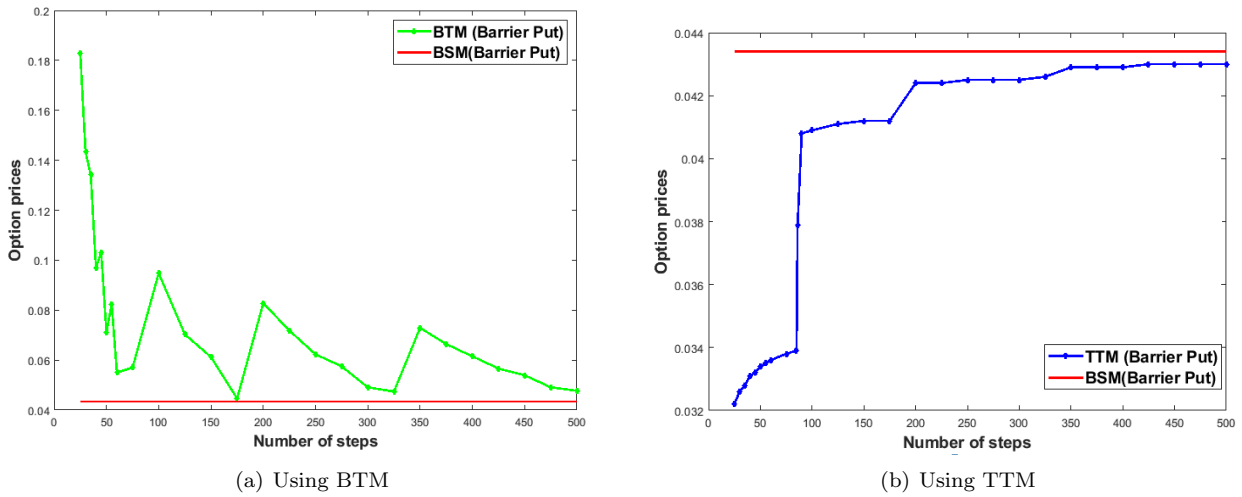 0.2
0.18
0.16
0.14
0.12
0.1
0.08
0.06
0.04
0 50 100 150 200 250 300 350 400 450 500
Option prices
Number of steps
BTM (Barrier Put)
BSM(Barrier Put)
(a) Using BTM
0.044
0.042
0.04
0.038
0.036
0.034
0.032
0 50 100 150 200 250 300 350 400 450 500
Option prices
Number of steps
TTM (Barrier Put)
BSM(Barrier Put)
(b) Using TTM